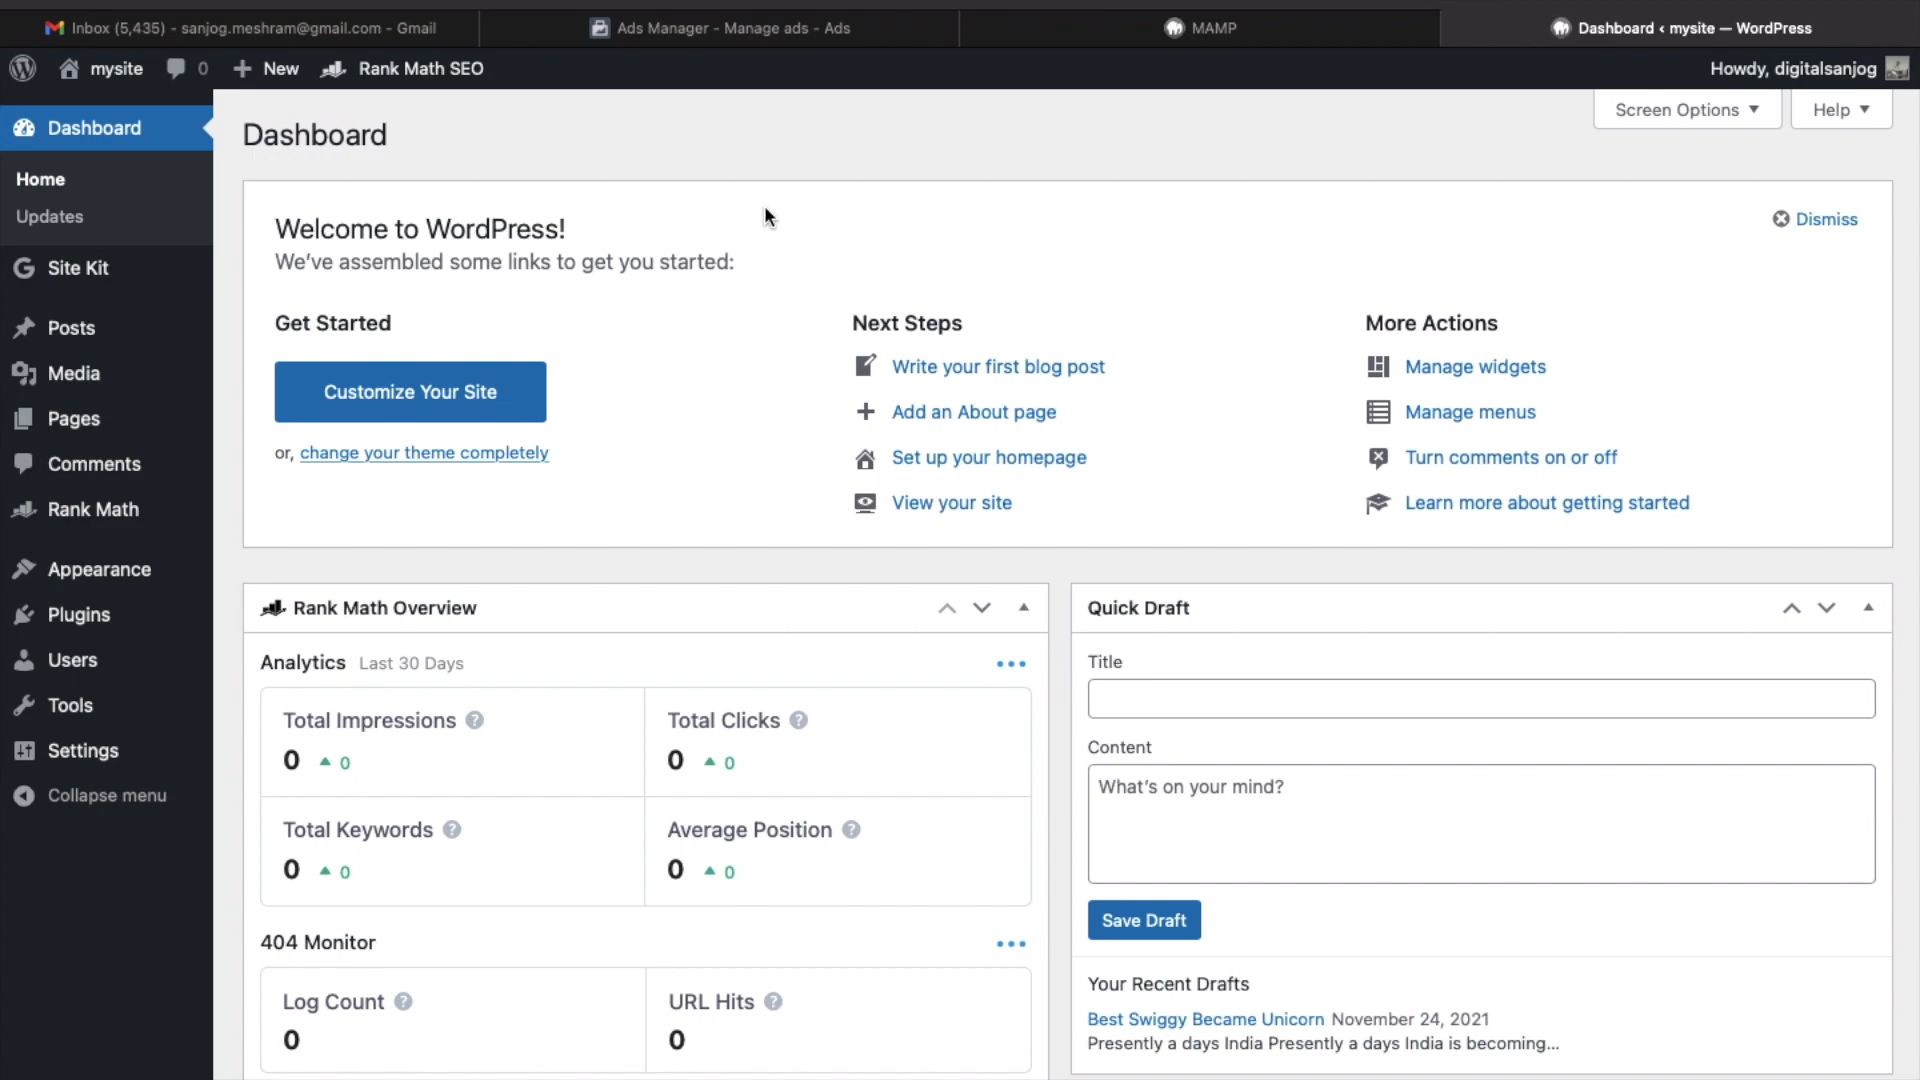 Inbox (5,435) - sanjog.meshram@gmail.com - Gmail
Ads Manager - Manage ads - Ads
MAMP
Dashboard ‹ mysite — WordPress
mysite
0
New
Rank Math SEO
Howdy, digitalsanjog
Dashboard
Home
Updates
Site Kit
Posts
Media
Pages
Comments
Rank Math
Appearance
Plugins
Users
Tools
Settings
Collapse menu
Screen Options
Help
Dashboard
Welcome to WordPress!
We've assembled some links to get you started:
Dismiss
Get Started
Customize Your Site
or, change your theme completely
Next Steps
Write your first blog post
Add an About page
Set up your homepage
View your site
More Actions
Manage widgets
Manage menus
Turn comments on or off
Learn more about getting started
Rank Math Overview
Analytics Last 30 Days
Total Impressions
0 0
Total Clicks
0 0
Total Keywords
0 0
Average Position
0 0
404 Monitor
Log Count
0
URL Hits
0
Quick Draft
Title
Content
What's on your mind?
Save Draft
Your Recent Drafts
Best Swiggy Became Unicorn November 24, 2021
Presently a days India Presently a days India is becoming…